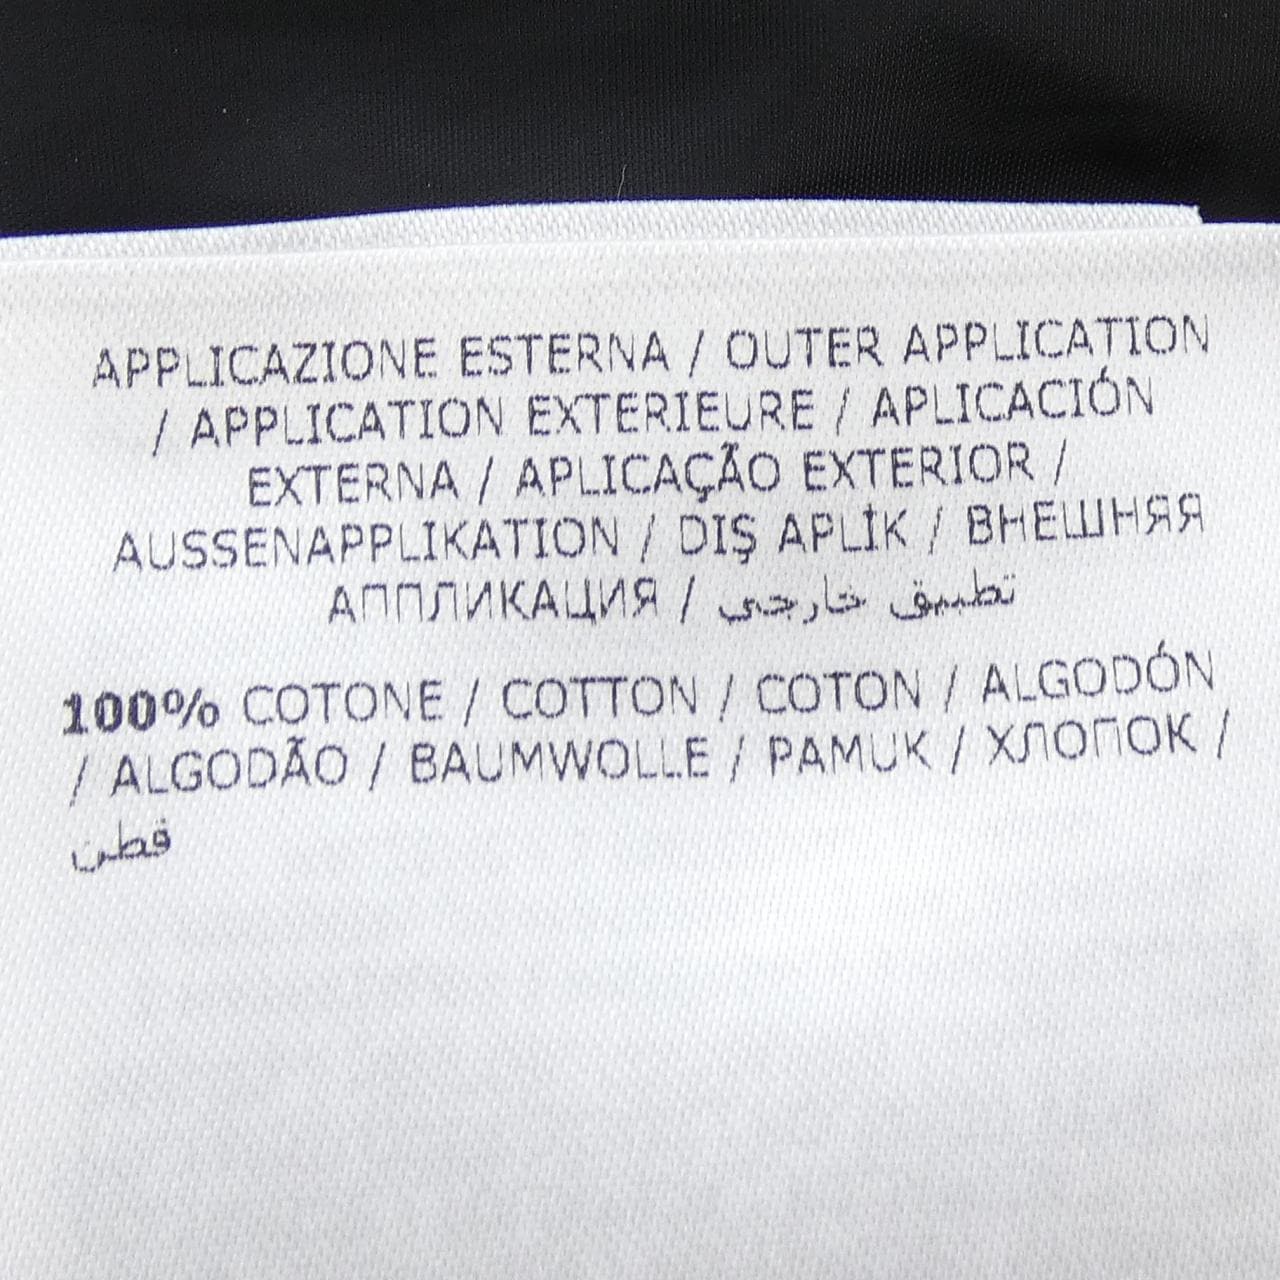 APPLICAZIONE ESTERNA / OUTER APPLICATION
/ APPLICATION EXTERIEURE / APLICACIÓN
EXTERNA / APLICAÇÃO EXTERIOR /
AUSSENAPPLIKATION / DIŞ APLİK / ВНЕШНЯЯ
АППЛИКАЦИЯ / تطبيق خارجي
100% COTONE / COTTON / COTON / ALGODÓN
/ ALGODÃO / BAUMWOLLE / PAMUK / ХЛОПОК /
قطن